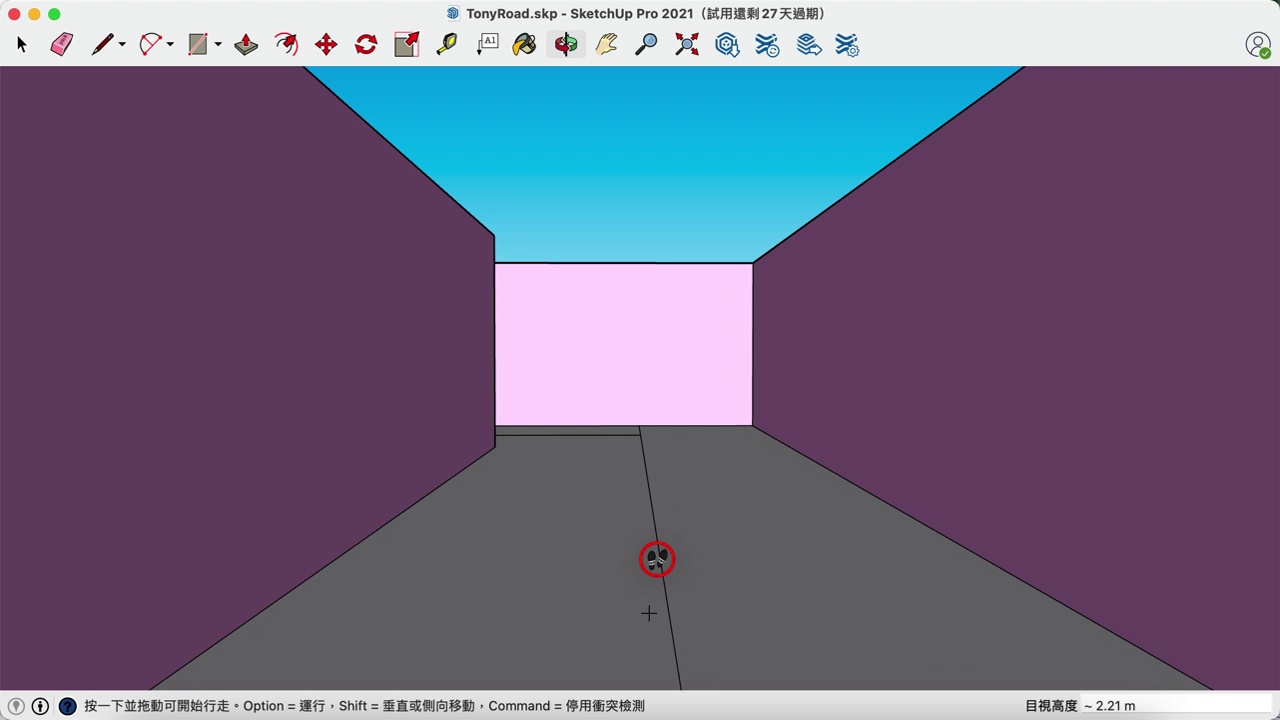 TonyRoad.skp - SketchUp Pro 2021（試用還剩 27 天過期）
A1
按一下並拖動可開始行走。Option = 運行，Shift = 垂直或側向移動，Command = 停用衝突檢測
目視高度 ~ 2.21 m